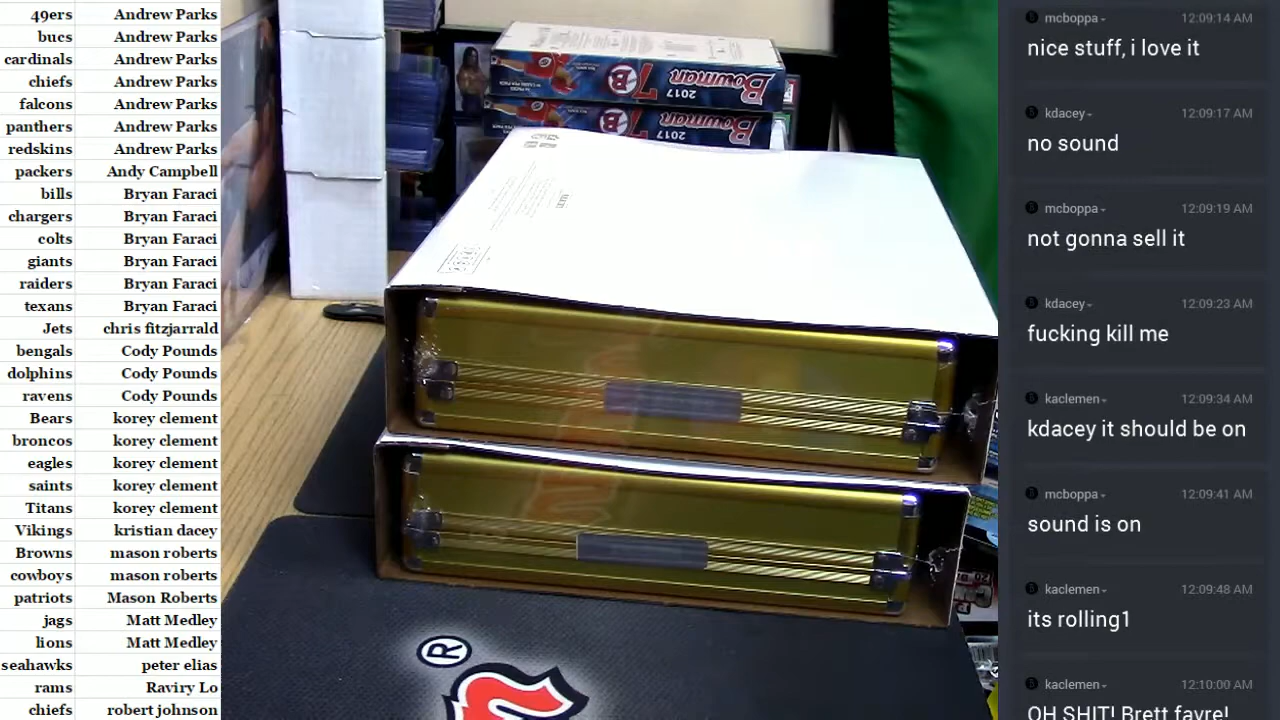 49ers Andrew Parks
bucs Andrew Parks
cardinals Andrew Parks
chiefs Andrew Parks
falcons Andrew Parks
panthers Andrew Parks
redskins Andrew Parks
packers Andy Campbell
bills Bryan Faraci
chargers Bryan Faraci
colts Bryan Faraci
giants Bryan Faraci
raiders Bryan Faraci
texans Bryan Faraci
Jets chris fitzjarrald
bengals Cody Pounds
dolphins Cody Pounds
ravens Cody Pounds
Bears korey clement
broncos korey clement
eagles korey clement
saints korey clement
Titans korey clement
Vikings kristian dacey
Browns mason roberts
cowboys mason roberts
patriots Mason Roberts
jags Matt Medley
lions Matt Medley
seahawks peter elias
rams Raviry Lo
chiefs robert johnson
2017 B Bowman
2017 B Bowman
®
mcboppa 12:09:14 AM
nice stuff, i love it
kdacey 12:09:17 AM
no sound
mcboppa 12:09:19 AM
not gonna sell it
kdacey 12:09:23 AM
fucking kill me
kaclemen 12:09:34 AM
kdacey it should be on
mcboppa 12:09:41 AM
sound is on
kaclemen 12:09:48 AM
its rolling1
kaclemen 12:10:00 AM
OH SHIT! Brett favre!